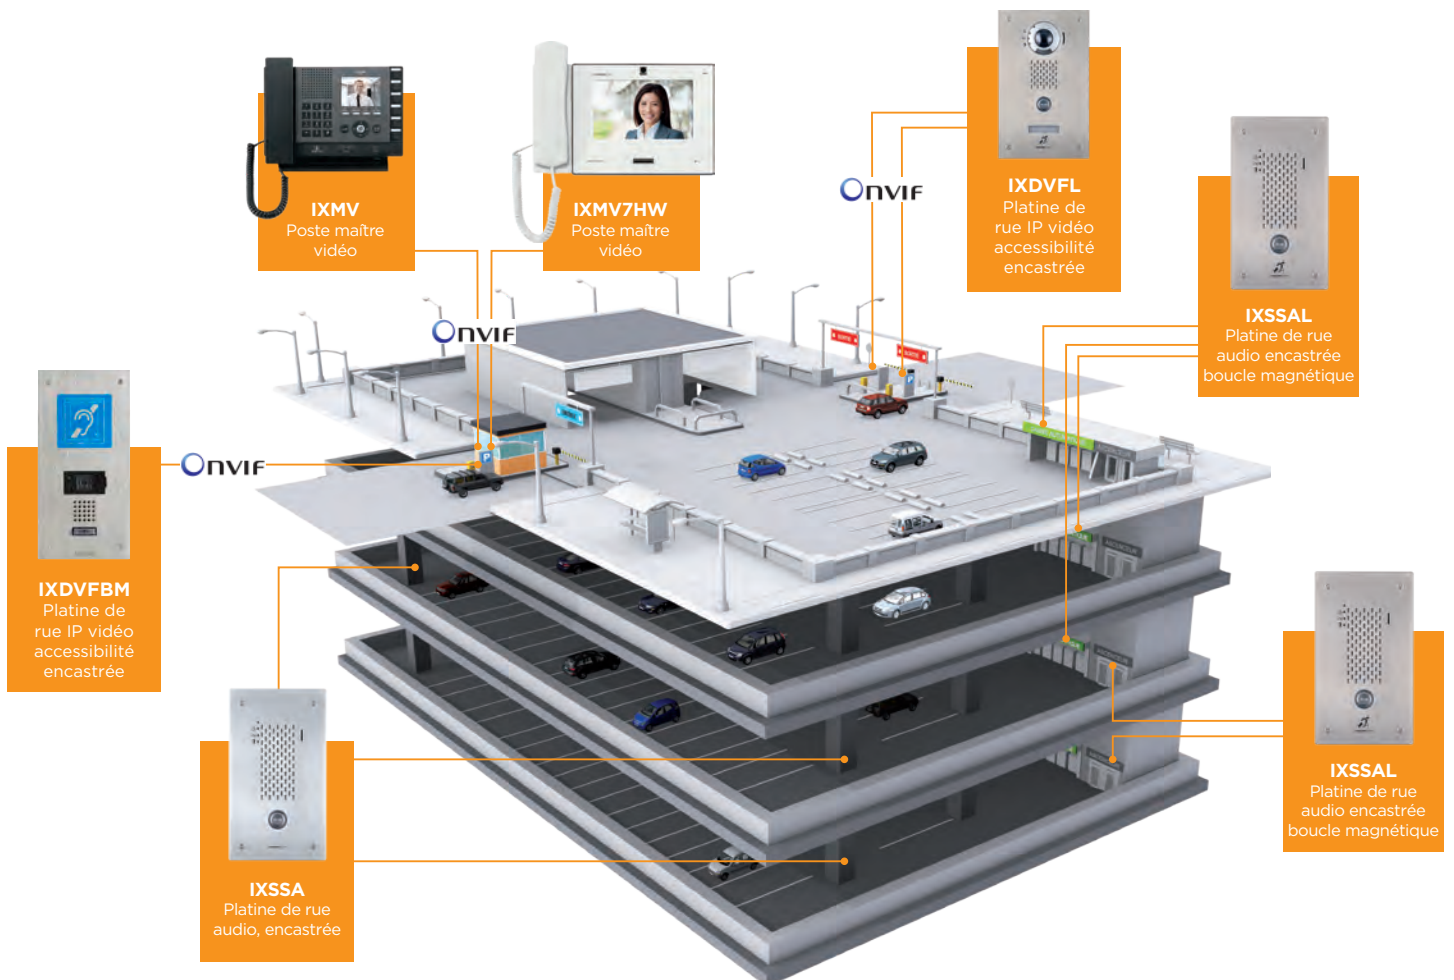 IXMV
Poste maître
vidéo
IXMV7HW
Poste maître
vidéo
ONVIF
IXDVFL
Platine de
rue IP vidéo
accessibilité
encastrée
IXSSAL
Platine de rue
audio encastrée
boucle magnétique
ONVIF
ONVIF
P
P
IXDVFBM
Platine de
rue IP vidéo
accessibilité
encastrée
ASCENCEUR
IXSSAL
Platine de rue
audio encastrée
boucle magnétique
IXSSA
Platine de rue
audio, encastrée